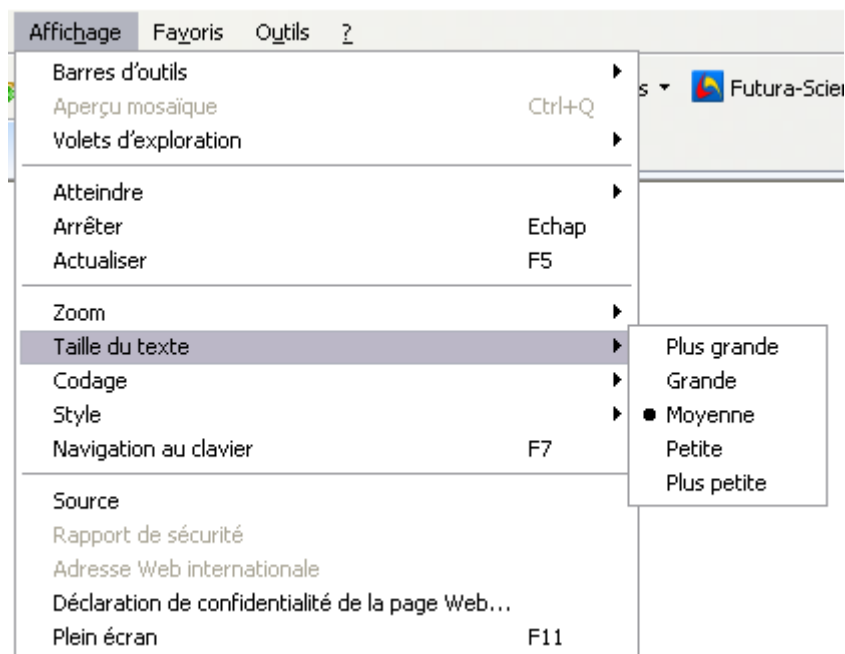 Affichage Favoris Outils ?
Barres d'outils
s Futura-Scie
Aperçu mosaïque Ctrl+Q
Volets d'exploration
Atteindre
Arrêter Echap
Actualiser F5
Zoom
Taille du texte
Plus grande
Codage
Grande
Style
Moyenne
Navigation au clavier F7
Petite
Plus petite
Source
Rapport de sécurité
Adresse Web internationale
Déclaration de confidentialité de la page Web...
Plein écran F11